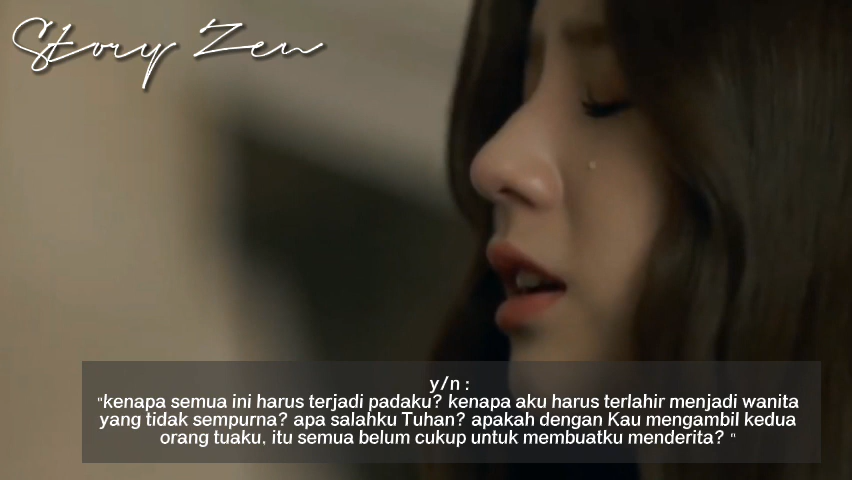 Story Zen
y/n :
"kenapa semua ini harus terjadi padaku? kenapa aku harus terlahir menjadi wanita
yang tidak sempurna? apa salahku Tuhan? apakah dengan Kau mengambil kedua
orang tuaku, itu semua belum cukup untuk membuatku menderita? "